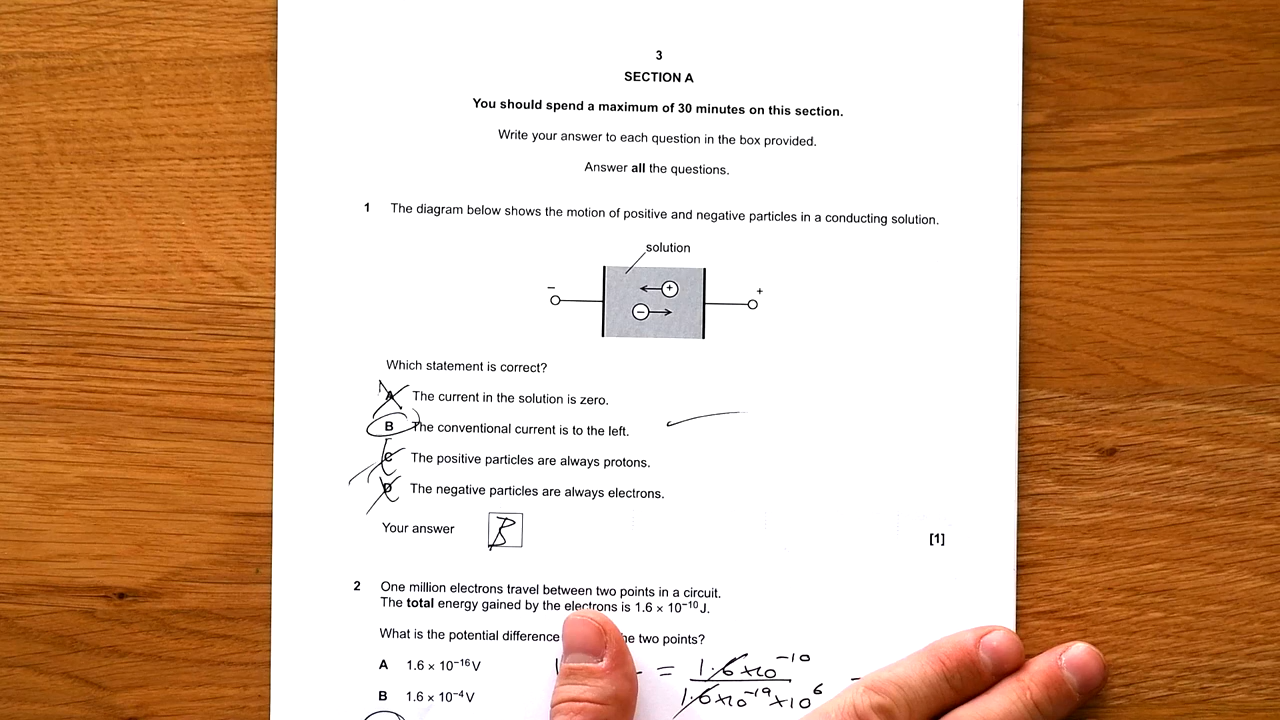 3
SECTION A
You should spend a maximum of 30 minutes on this section.
Write your answer to each question in the box provided.
Answer all the questions.
1 The diagram below shows the motion of positive and negative particles in a conducting solution.
solution
− +
+
−
Which statement is correct?
A The current in the solution is zero.
B The conventional current is to the left.
C The positive particles are always protons.
D The negative particles are always electrons.
Your answer B
[1]
2 One million electrons travel between two points in a circuit.
The total energy gained by the electrons is 1.6 × 10⁻¹⁰ J.
What is the potential difference he two points?
A 1.6 × 10⁻¹⁶ V
= 1.6×10⁻¹⁰
B 1.6 × 10⁻⁴ V
1.6×10⁻¹⁹×10⁶